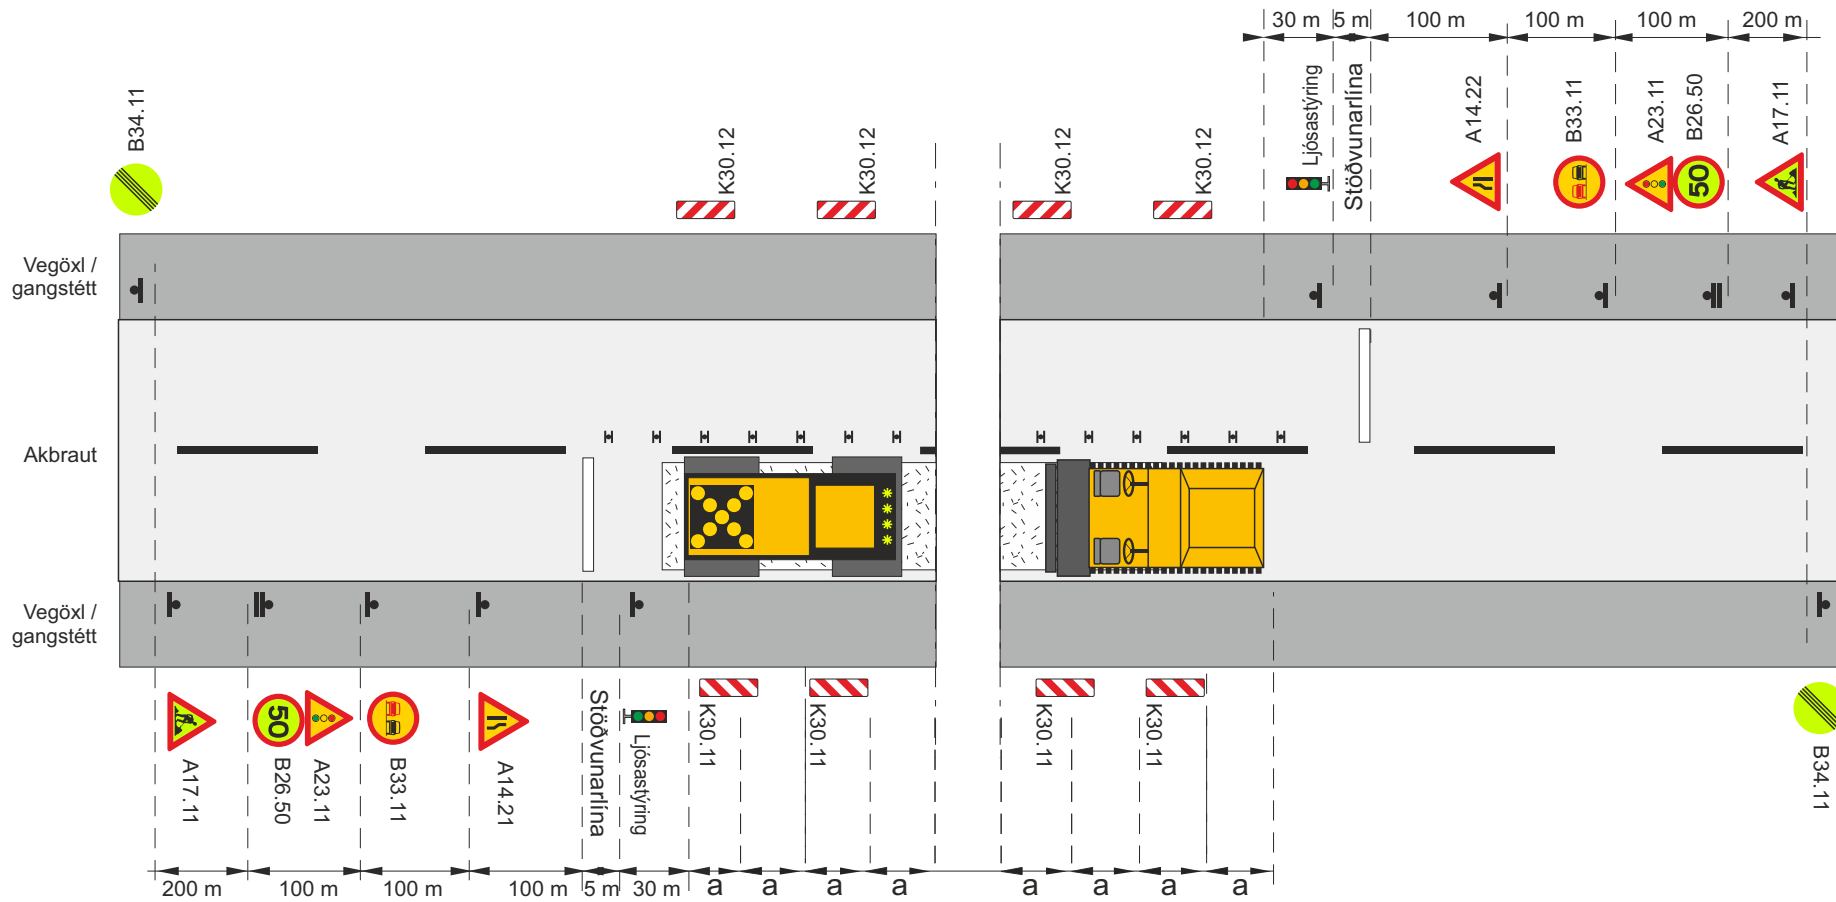 30 m
5 m
100 m
100 m
100 m
200 m
B34.11
K30.12
K30.12
K30.12
K30.12
Ljósastýring
Stöðvunarlína
A14.22
B33.11
A23.11
B26.50
A17.11
50
Vegöxl /
gangstétt
Akbraut
Vegöxl /
gangstétt
50
A17.11
B26.50
A23.11
B33.11
A14.21
Stöðvunarlína
Ljósastýring
K30.11
K30.11
K30.11
K30.11
B34.11
200 m
100 m
100 m
100 m
5 m
30 m
a
a
a
a
a
a
a
a